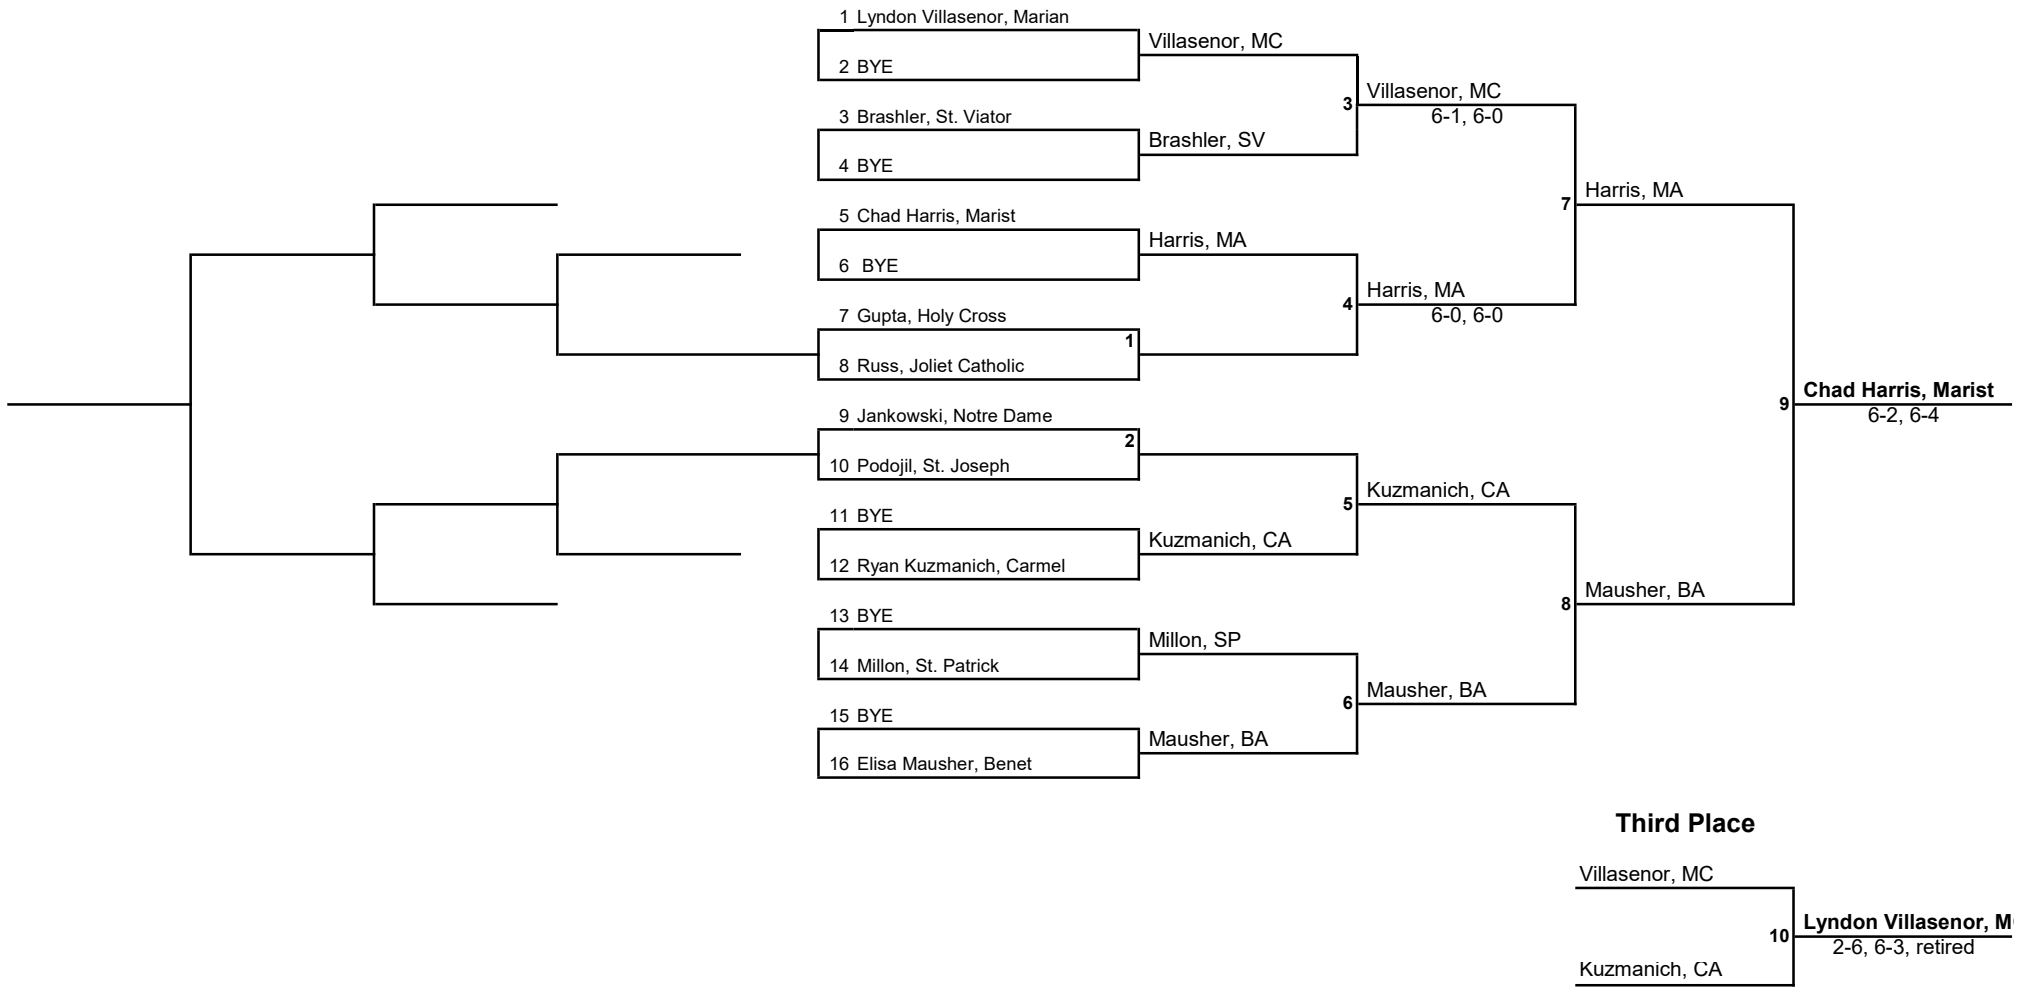 1 Lyndon Villasenor, Marian
Villasenor, MC
2 BYE
Villasenor, MC
3
6-1, 6-0
3 Brashler, St. Viator
Brashler, SV
4 BYE
Harris, MA
7
5 Chad Harris, Marist
Harris, MA
6 BYE
Harris, MA
4
6-0, 6-0
7 Gupta, Holy Cross
1
8 Russ, Joliet Catholic
Chad Harris, Marist
9
6-2, 6-4
9 Jankowski, Notre Dame
2
10 Podojil, St. Joseph
Kuzmanich, CA
5
11 BYE
Kuzmanich, CA
12 Ryan Kuzmanich, Carmel
Mausher, BA
8
13 BYE
Millon, SP
14 Millon, St. Patrick
Mausher, BA
6
15 BYE
Mausher, BA
16 Elisa Mausher, Benet
Third Place
Villasenor, MC
Lyndon Villasenor, M
10
2-6, 6-3, retired
Kuzmanich, CA